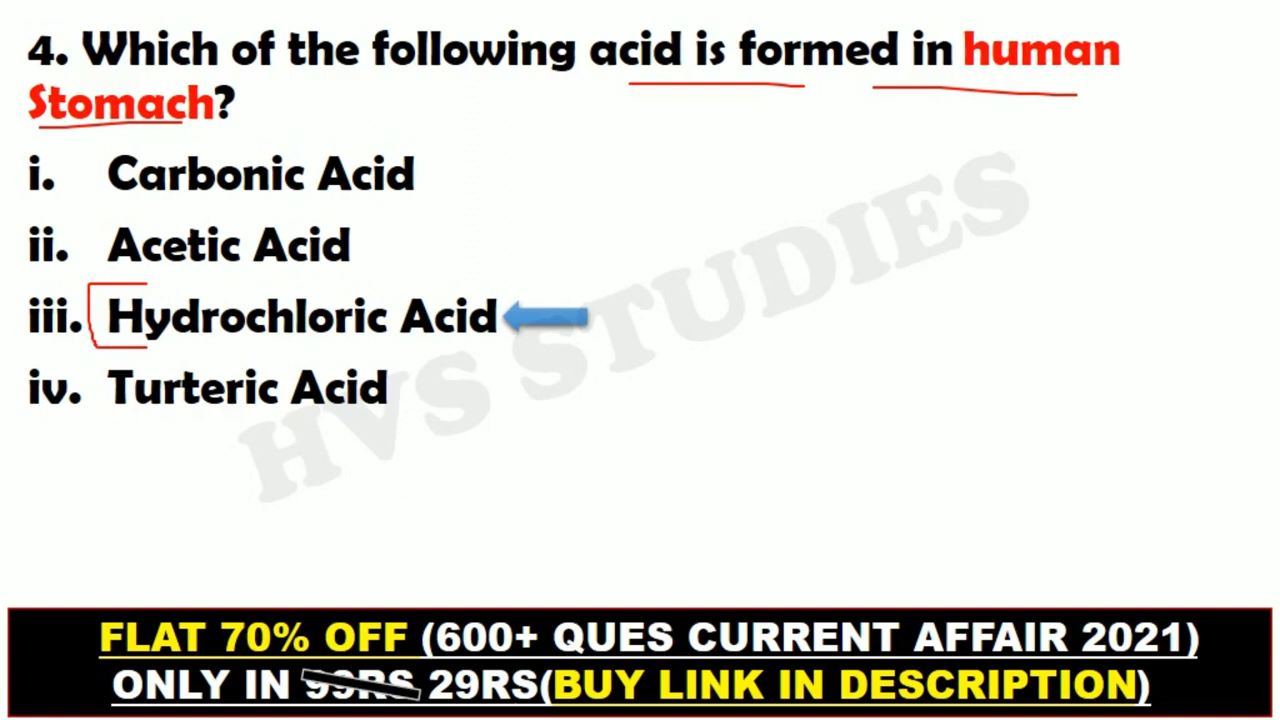 4. Which of the following acid is formed in human
Stomach?
i. Carbonic Acid
ii. Acetic Acid
iii. Hydrochloric Acid
iv. Turteric Acid
HVS STUDIES
FLAT 70% OFF (600+ QUES CURRENT AFFAIR 2021)
ONLY IN 99RS 29RS(BUY LINK IN DESCRIPTION)